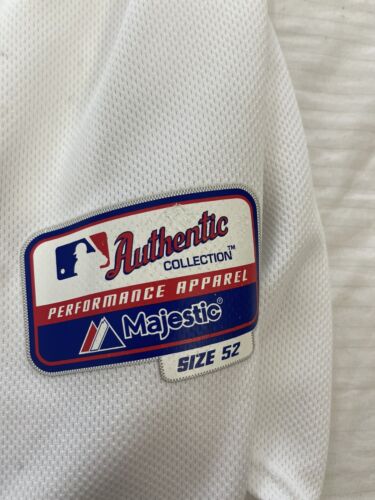 Authentic
COLLECTION™
PERFORMANCE APPAREL
Majestic®
SIZE 52